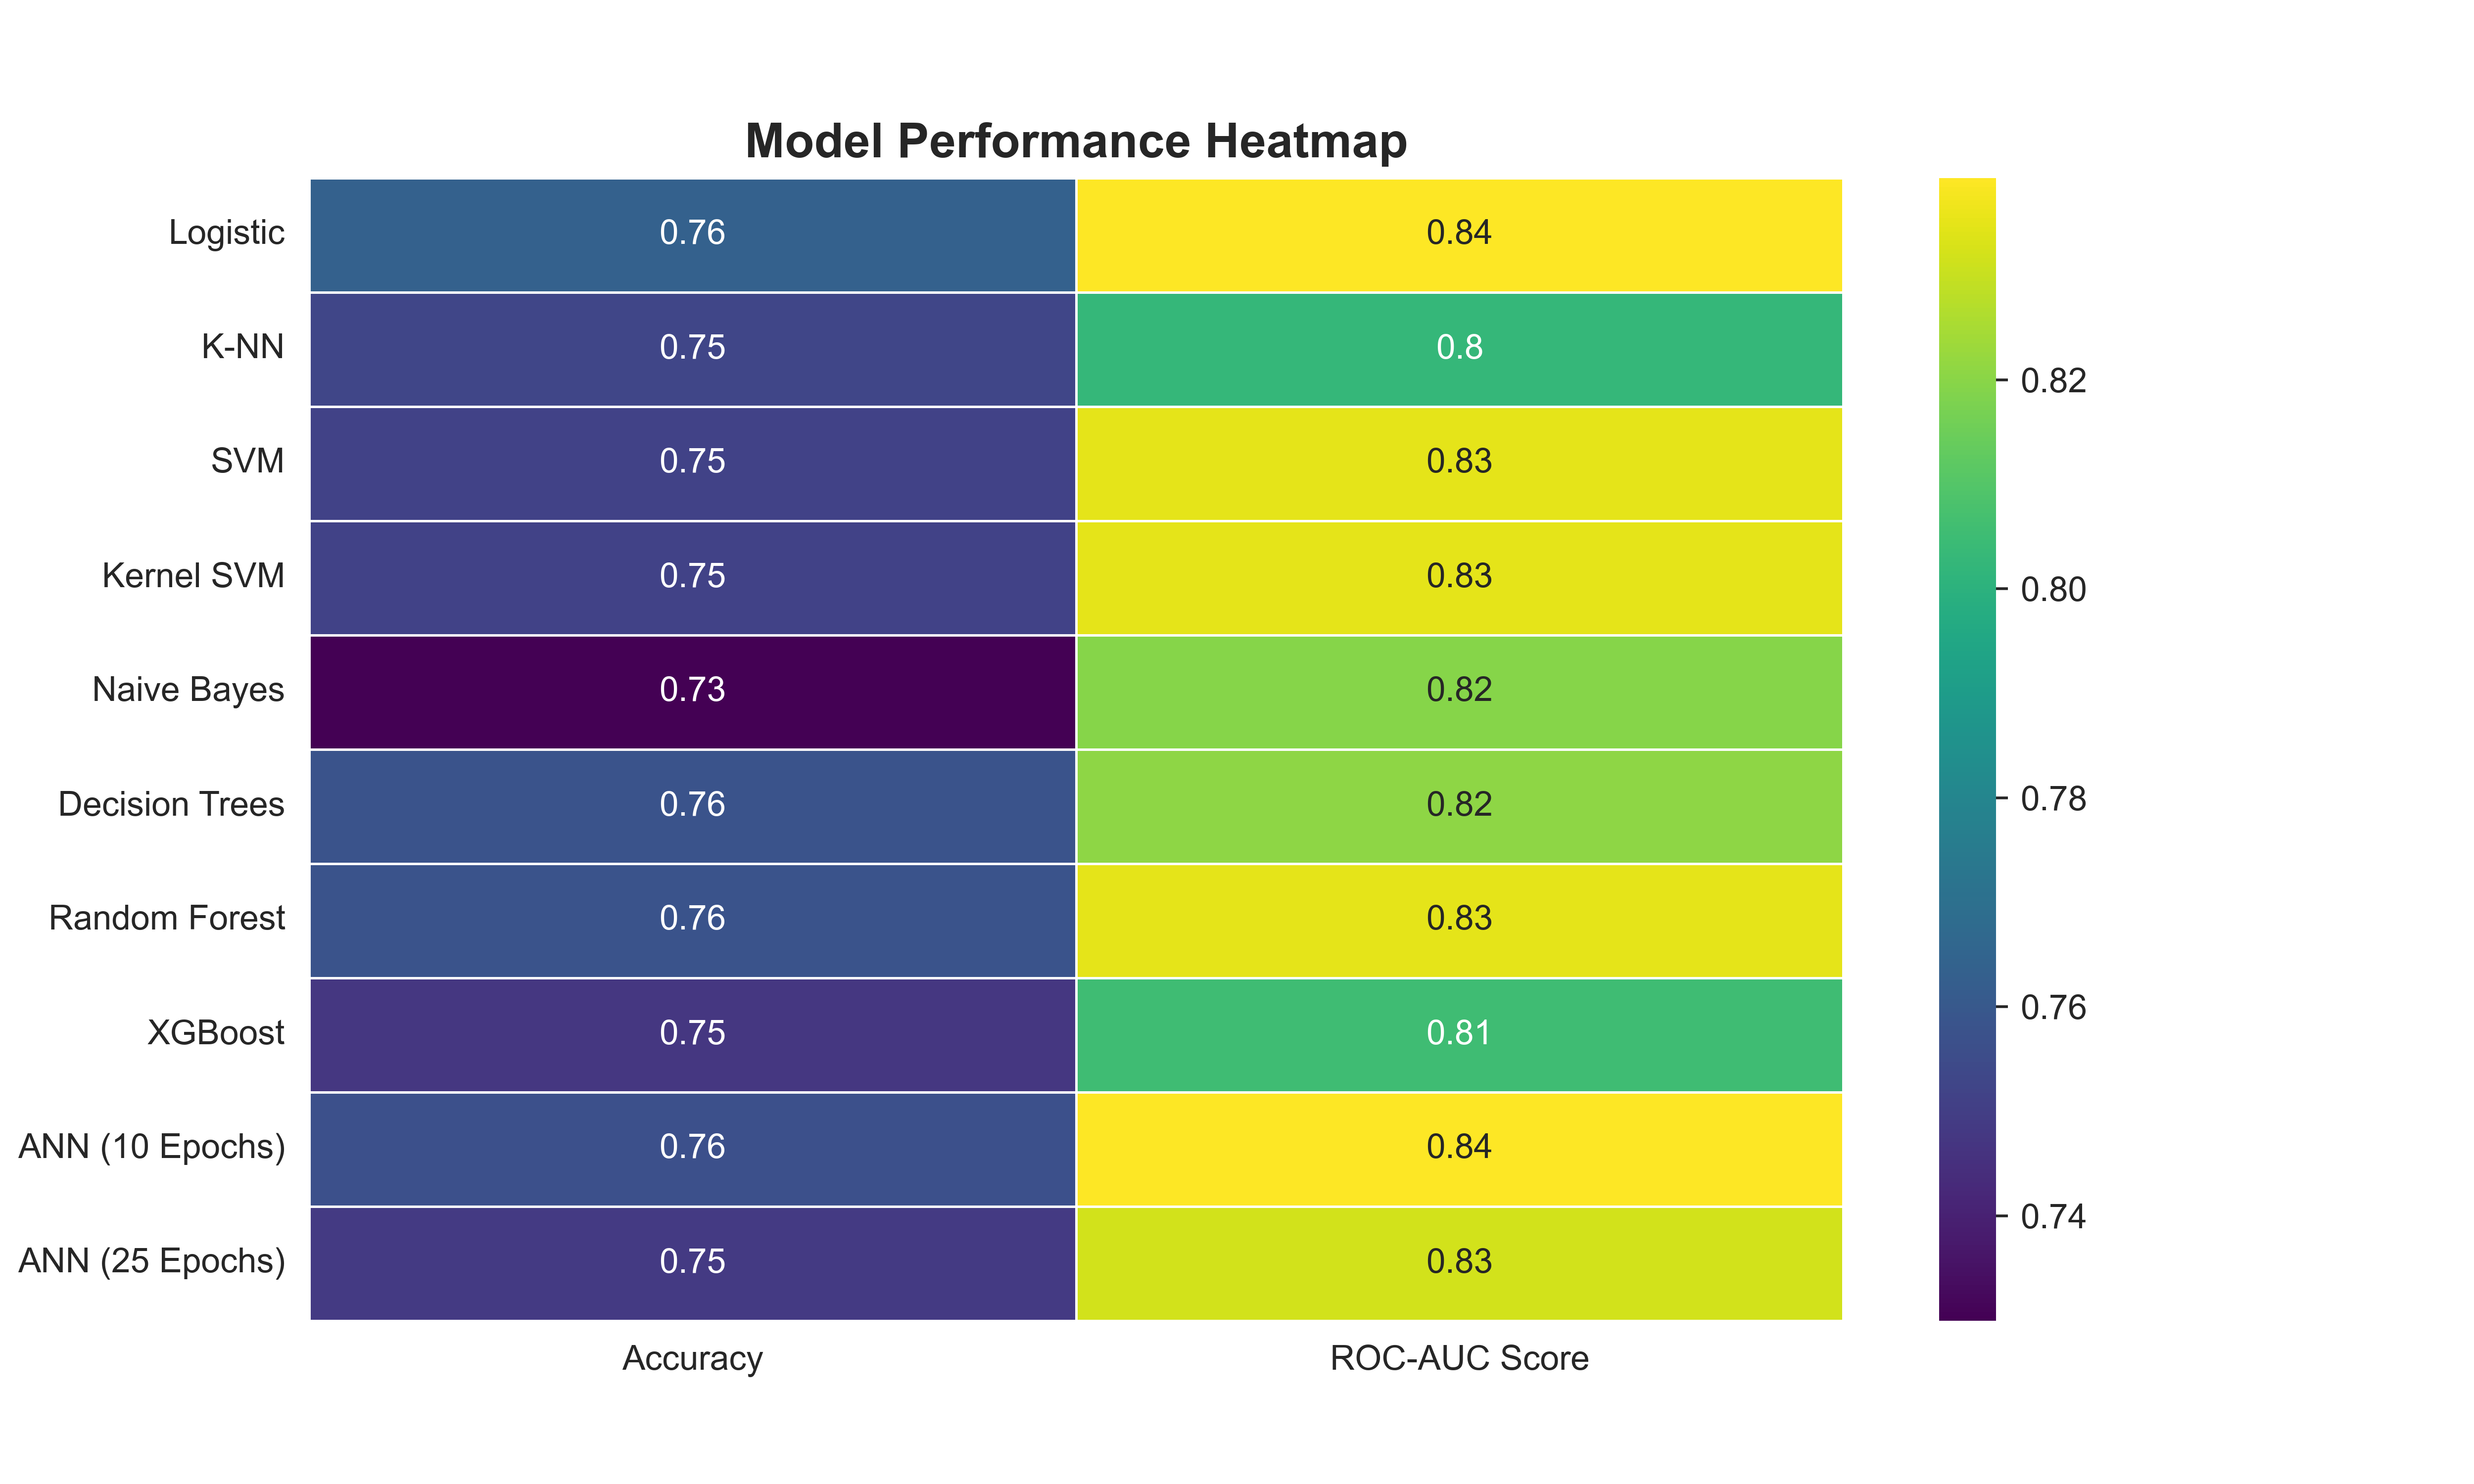 Model Performance Heatmap
Logistic 0.76 0.84
K-NN 0.75 0.8
SVM 0.75 0.83
Kernel SVM 0.75 0.83
Naive Bayes 0.73 0.82
Decision Trees 0.76 0.82
Random Forest 0.76 0.83
XGBoost 0.75 0.81
ANN (10 Epochs) 0.76 0.84
ANN (25 Epochs) 0.75 0.83
Accuracy ROC-AUC Score
0.82
0.80
0.78
0.76
0.74